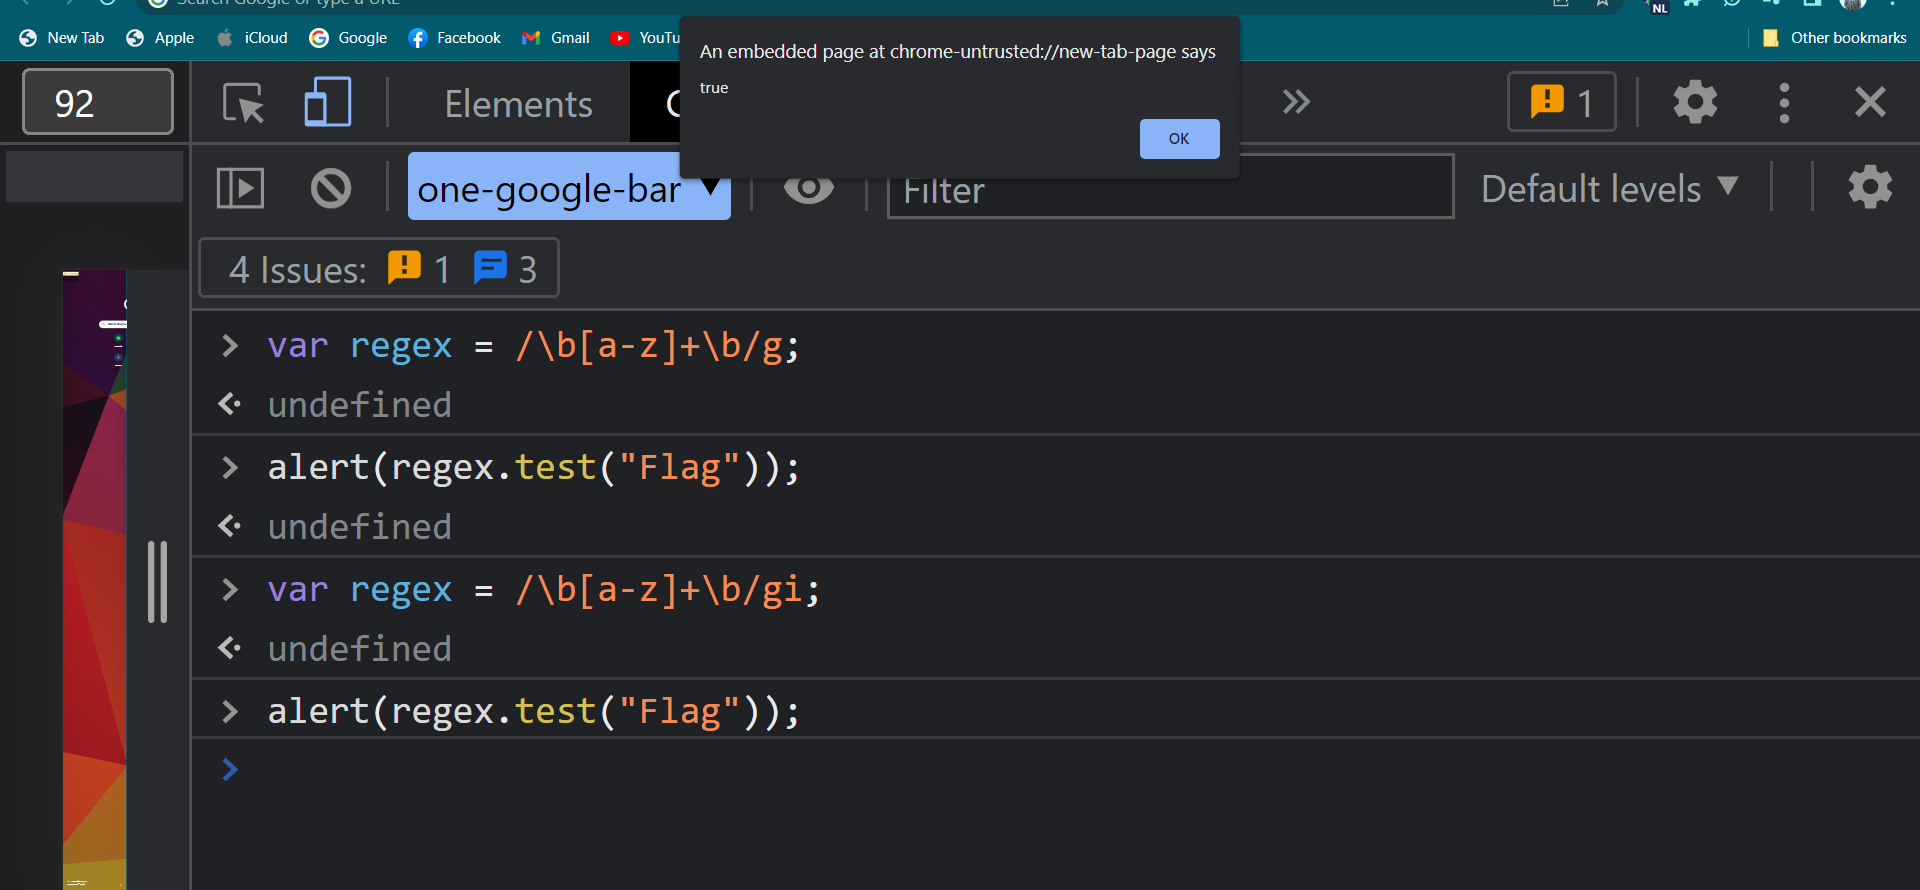 Search Google or type a URL
NL
New Tab Apple iCloud Google Facebook Gmail YouTu Other bookmarks
An embedded page at chrome-untrusted://new-tab-page says
true
OK
92 Elements 1
one-google-bar Filter Default levels
4 Issues: 1 3
var regex = /\b[a-z]+\b/g;
undefined
alert(regex.test("Flag"));
undefined
var regex = /\b[a-z]+\b/gi;
undefined
alert(regex.test("Flag"));